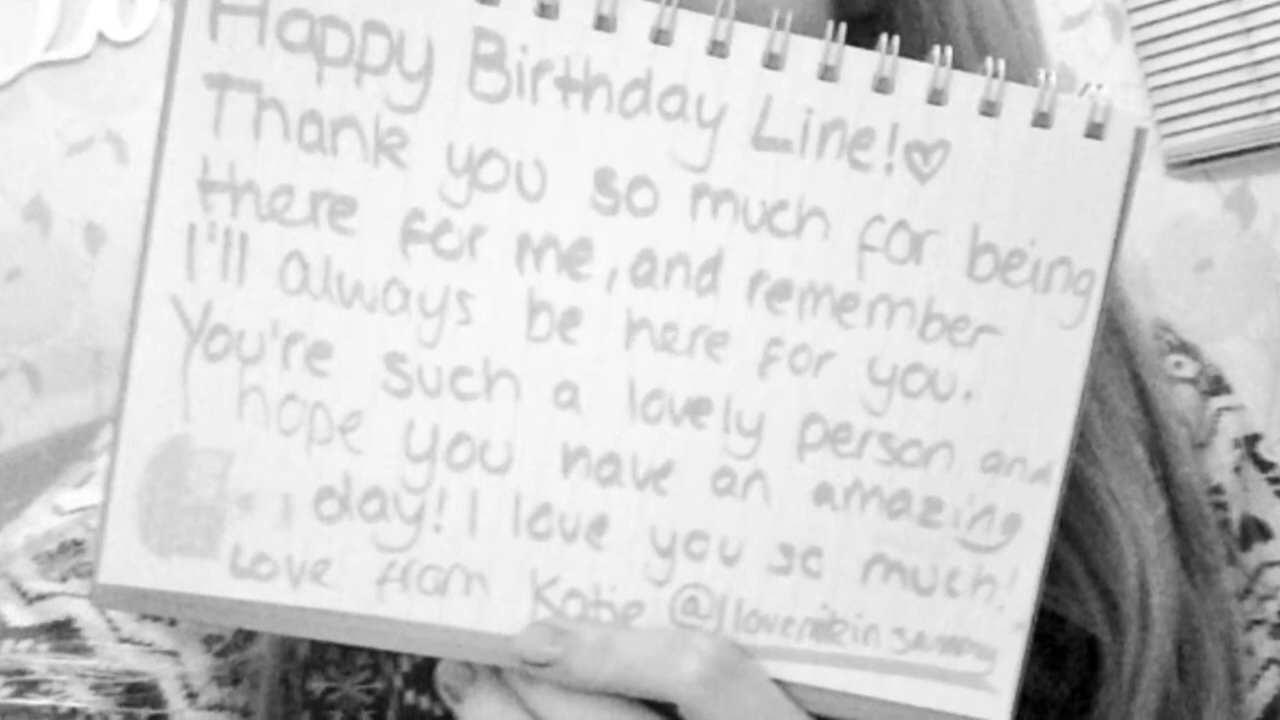 Happy Birthday Line!♡
Thank you so much for being
there for me, and remember
I'll always be here for you.
You're such a lovely person and
hope you have an amazing
day! I love you so much!
Love from Katie